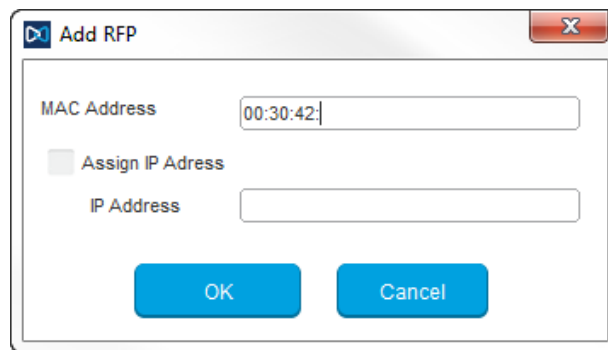 Add RFP
MAC Address 00:30:42:
Assign IP Adress
IP Address
OK Cancel